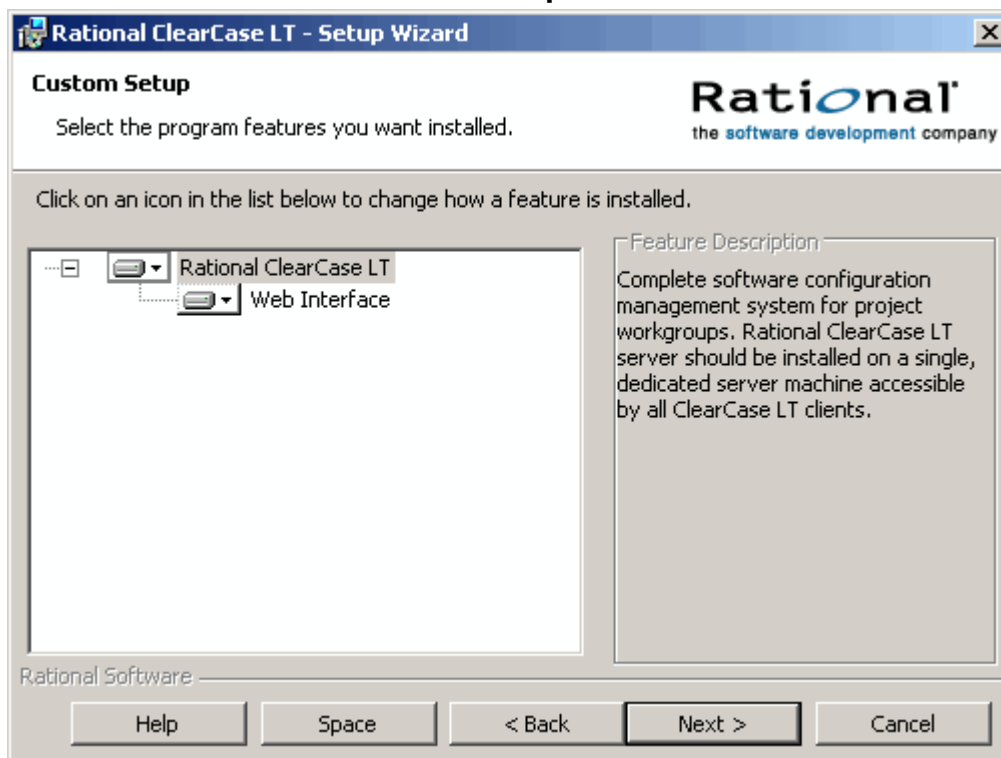 Rational ClearCase LT - Setup Wizard
Custom Setup
Select the program features you want installed.
Rational
the software development company
Click on an icon in the list below to change how a feature is installed.
Rational ClearCase LT
Web Interface
Feature Description
Complete software configuration
management system for project
workgroups. Rational ClearCase LT
server should be installed on a single,
dedicated server machine accessible
by all ClearCase LT clients.
Rational Software
Help
Space
< Back
Next >
Cancel